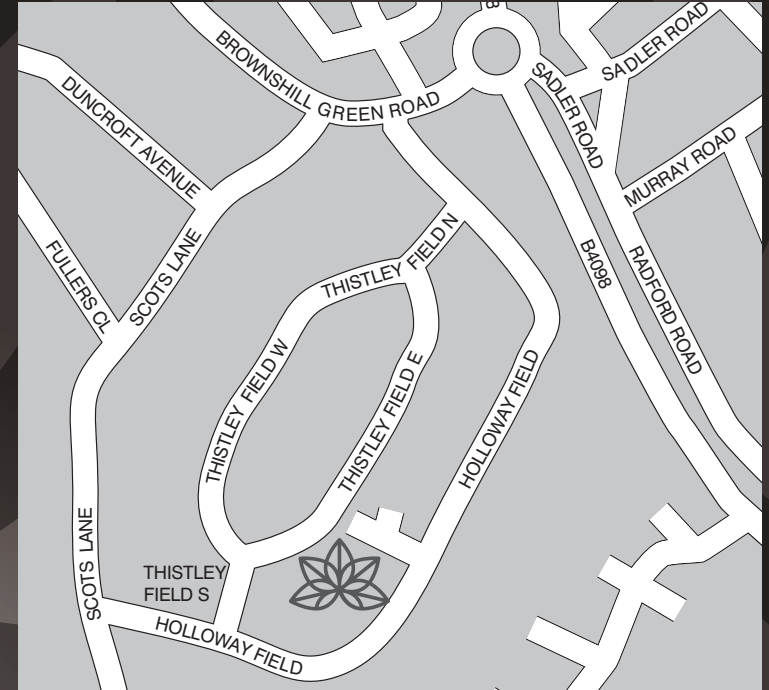 B
SADLER ROAD
BROWNSHILL GREEN ROAD
SADLER ROAD
DUNCROFT AVENUE
MURRAY ROAD
THISTLEY FIELD N
SCOTS LANE
FULLERS CL
B4098
RADFORD ROAD
THISTLEY FIELD W
THISTLEY FIELD E
HOLLOWAY FIELD
SCOTS LANE
THISTLEY
FIELD S
HOLLOWAY FIELD